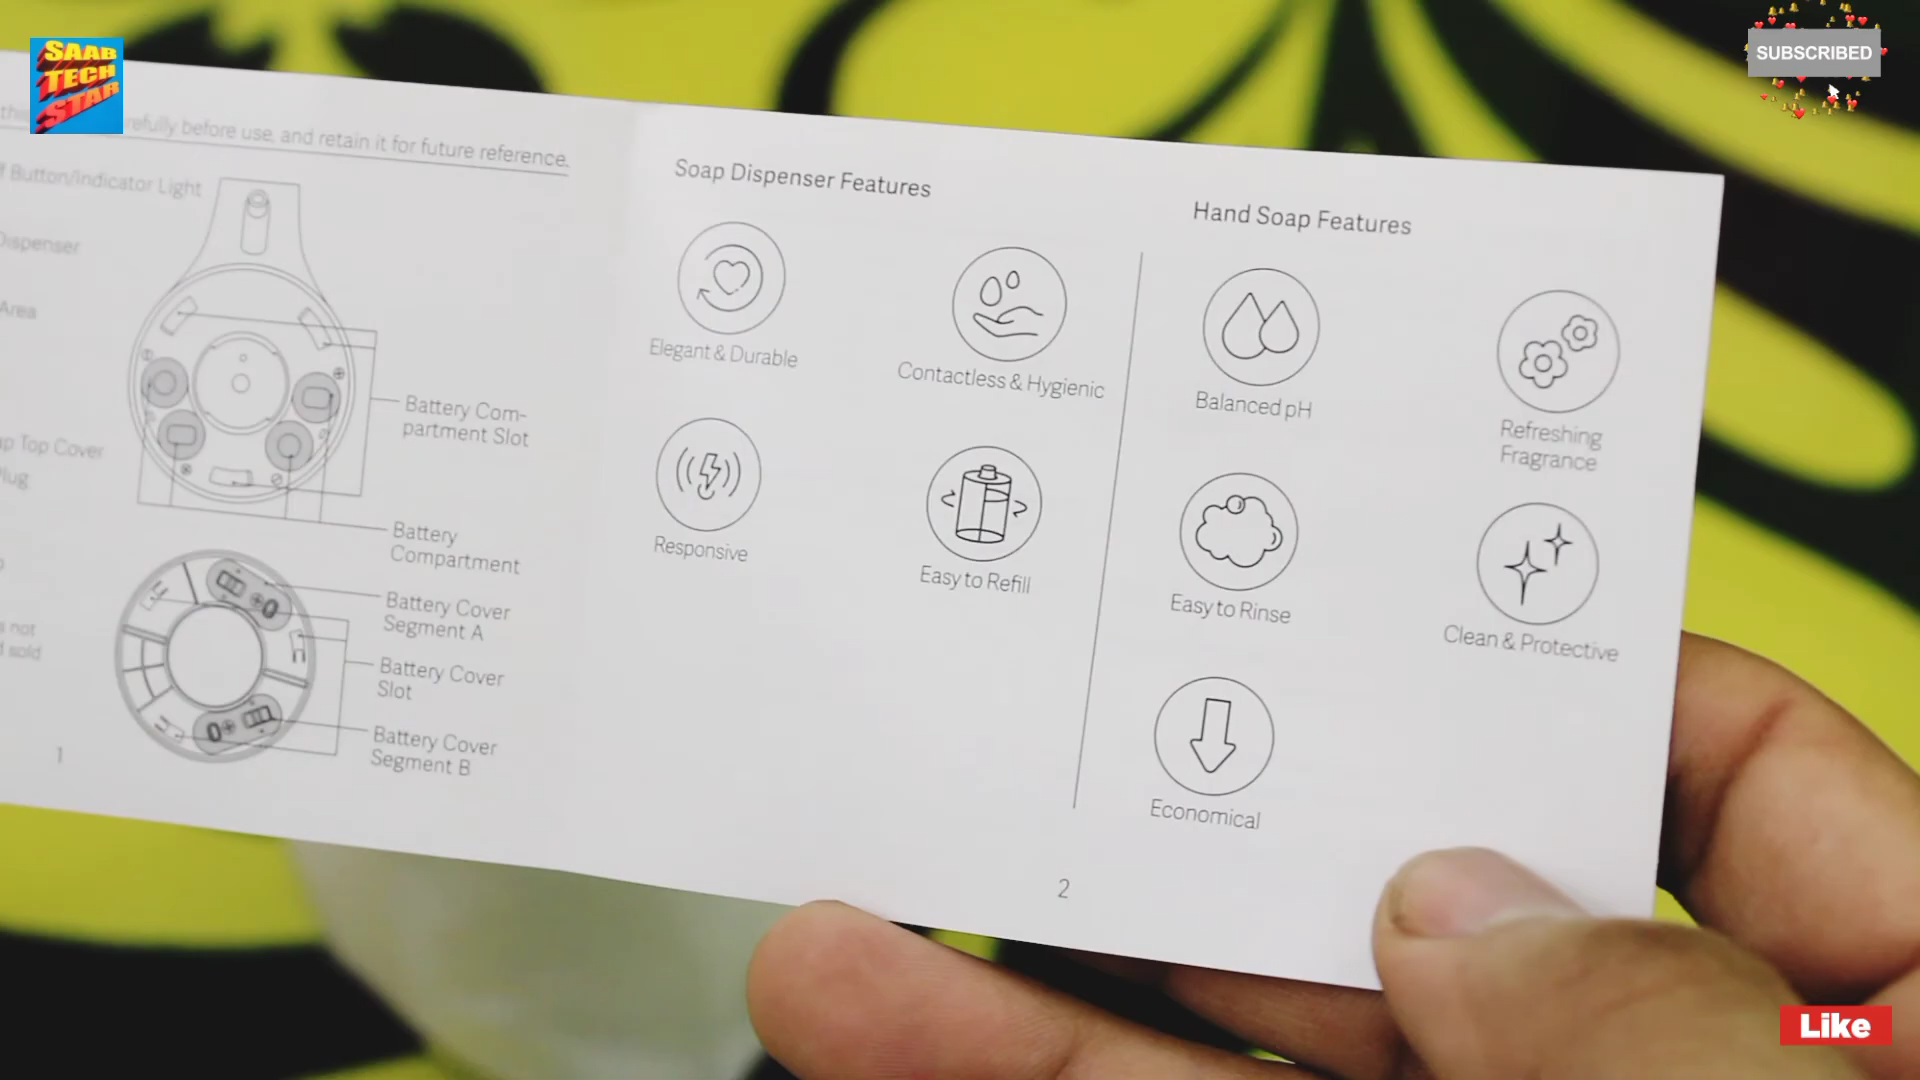 SAAB
TECH
STAR
SUBSCRIBED
before use, and retain it for future reference.
Button/Indicator Light
Dispenser
Area
Top Cover
Plug
not
sold
Battery Com-
partment Slot
Battery
Compartment
Battery Cover
Segment A
Battery Cover
Slot
Battery Cover
Segment B
1
Soap Dispenser Features
Elegant & Durable
Contactless & Hygienic
Responsive
Easy to Refill
Hand Soap Features
Balanced pH
Refreshing
Fragrance
Easy to Rinse
Clean & Protective
Economical
2
Like